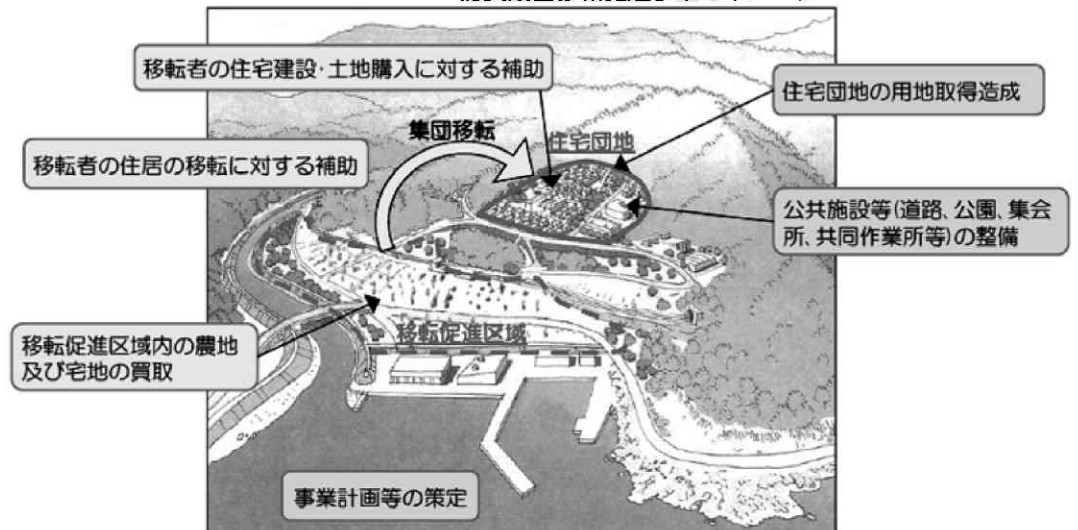 移転者の住宅建設・土地購入に対する補助
住宅団地の用地取得造成
集団移転
住宅団地
移転者の住居の移転に対する補助
公共施設等(道路、公園、集会
所、共同作業所等)の整備
移転促進区域内の農地
及び宅地の買取
移転促進区域
事業計画等の策定